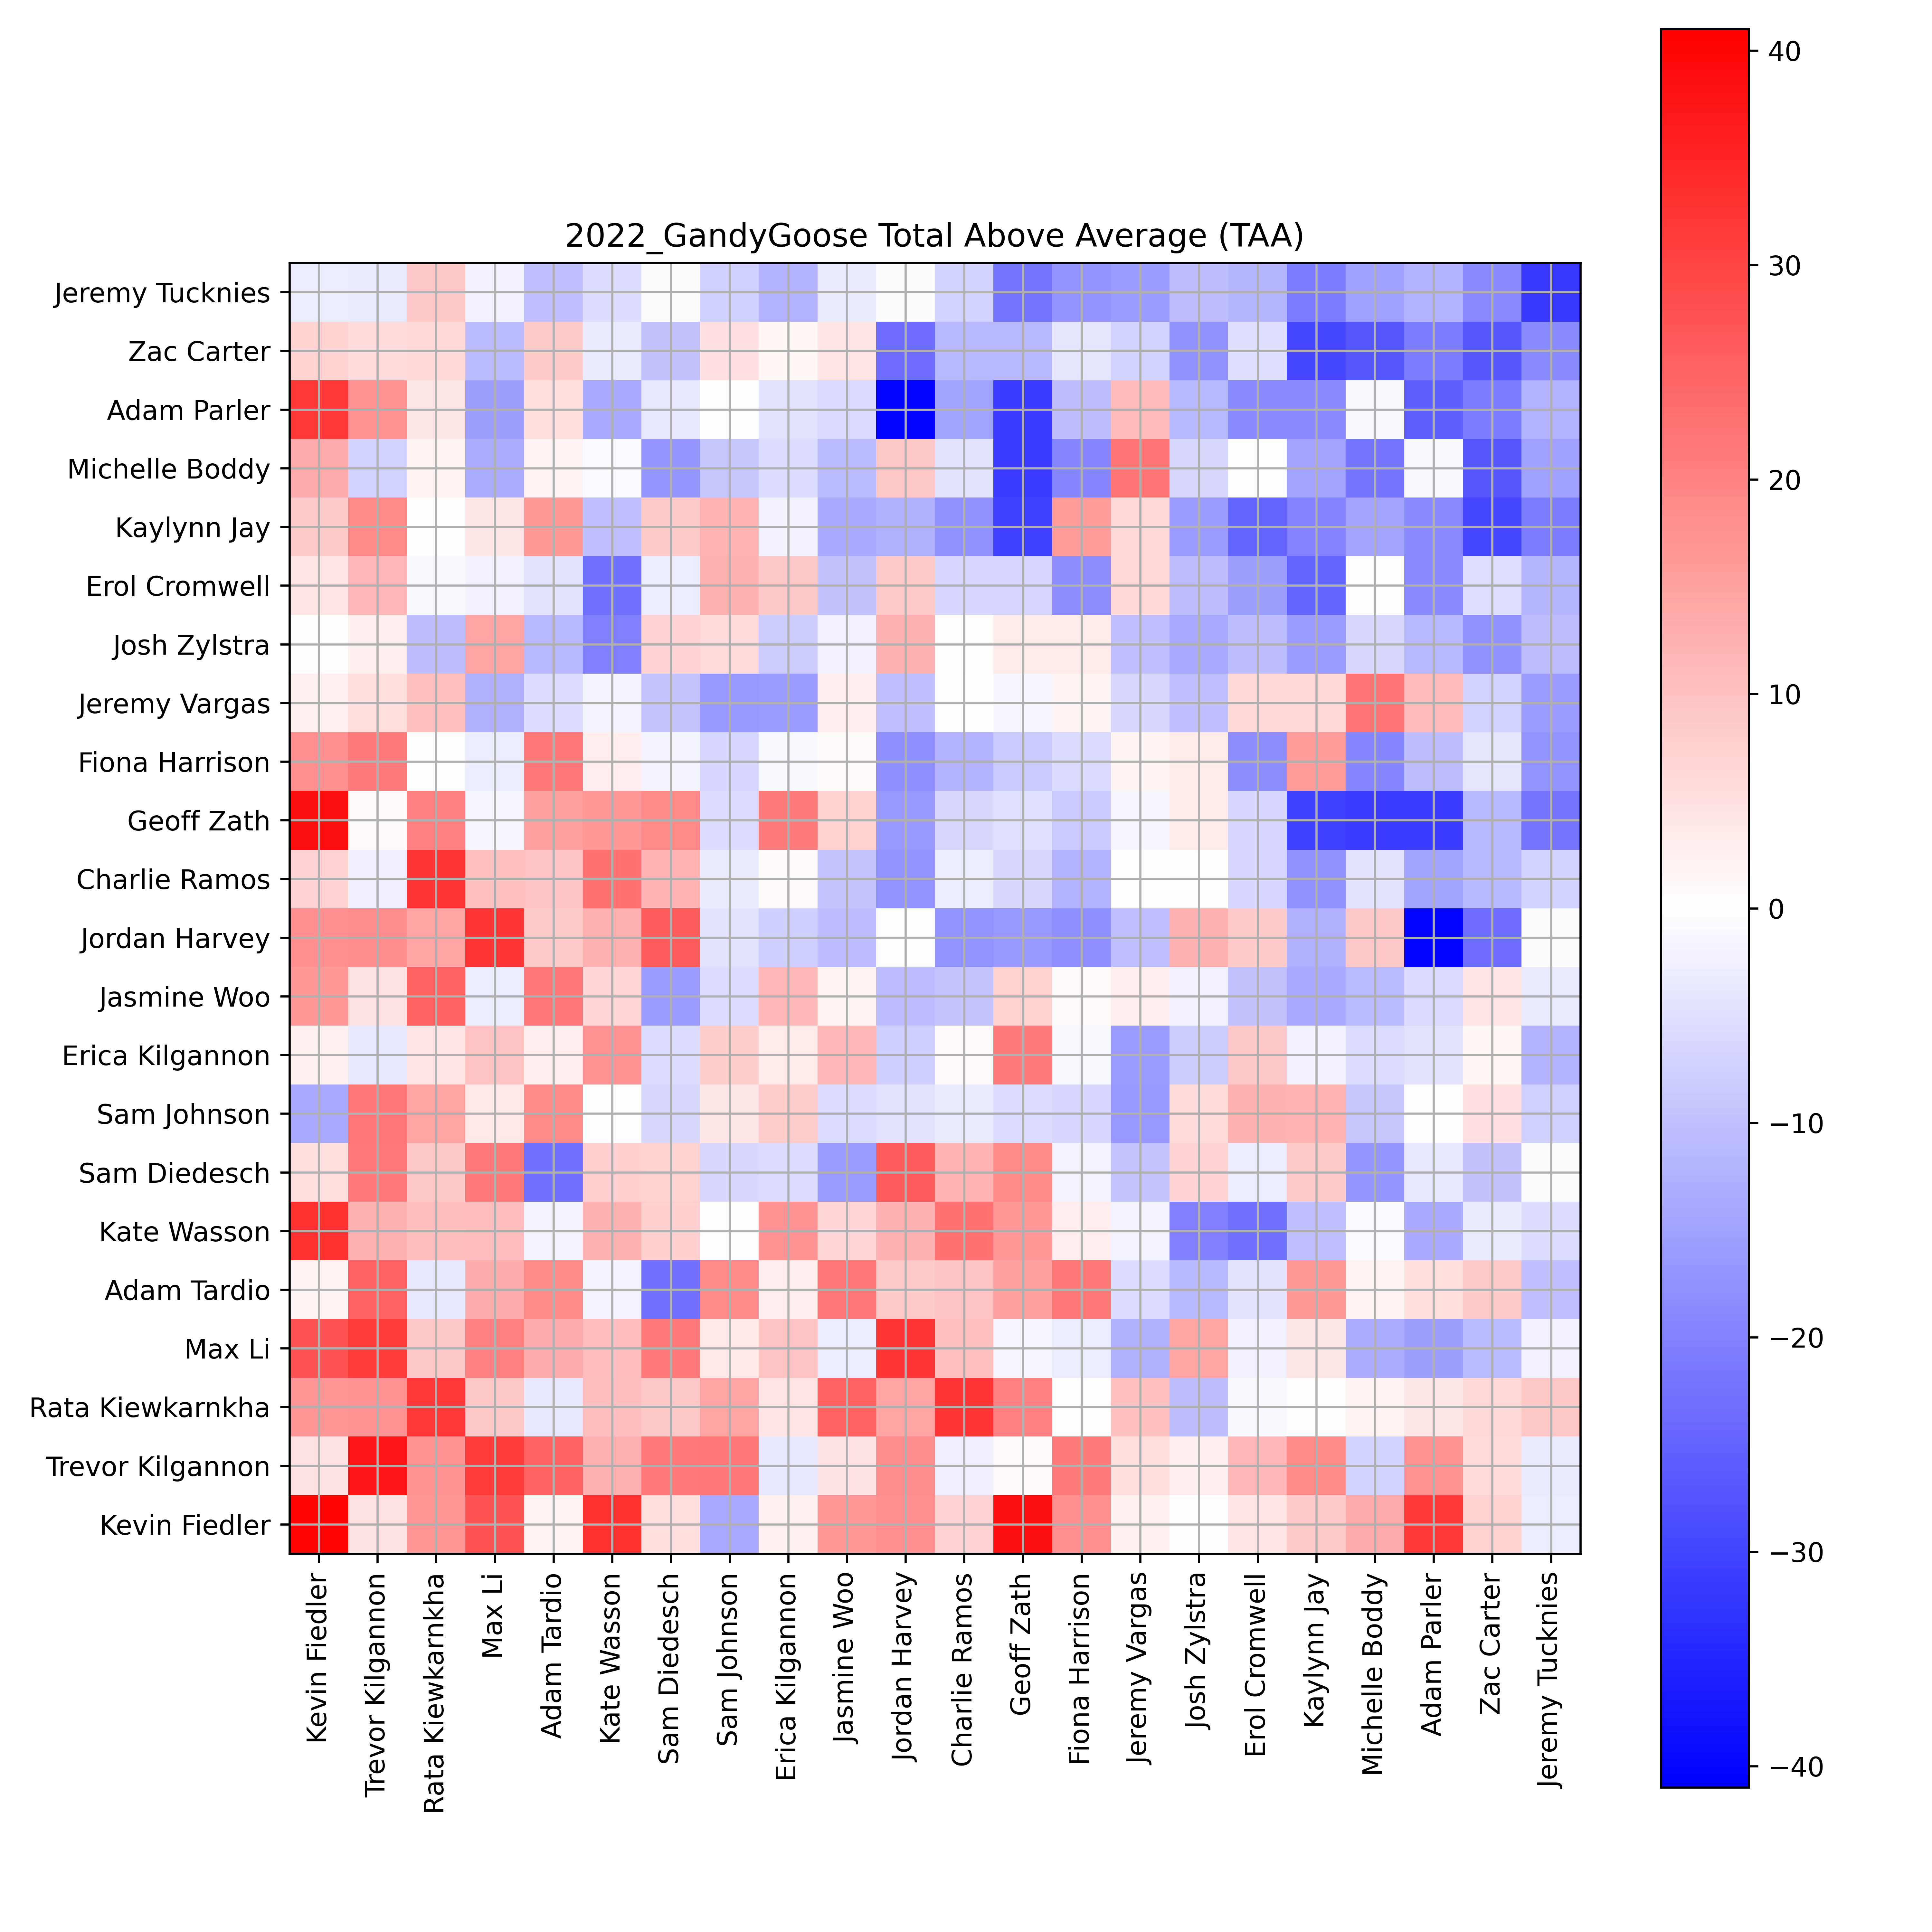 2022_GandyGoose Total Above Average (TAA)
Jeremy Tucknies
Zac Carter
Adam Parler
Michelle Boddy
Kaylynn Jay
Erol Cromwell
Josh Zylstra
Jeremy Vargas
Fiona Harrison
Geoff Zath
Charlie Ramos
Jordan Harvey
Jasmine Woo
Erica Kilgannon
Sam Johnson
Sam Diedesch
Kate Wasson
Adam Tardio
Max Li
Rata Kiewkarnkha
Trevor Kilgannon
Kevin Fiedler
Kevin Fiedler
Trevor Kilgannon
Rata Kiewkarnkha
Max Li
Adam Tardio
Kate Wasson
Sam Diedesch
Sam Johnson
Erica Kilgannon
Jasmine Woo
Jordan Harvey
Charlie Ramos
Geoff Zath
Fiona Harrison
Jeremy Vargas
Josh Zylstra
Erol Cromwell
Kaylynn Jay
Michelle Boddy
Adam Parler
Zac Carter
Jeremy Tucknies
40
30
20
10
0
−10
−20
−30
−40